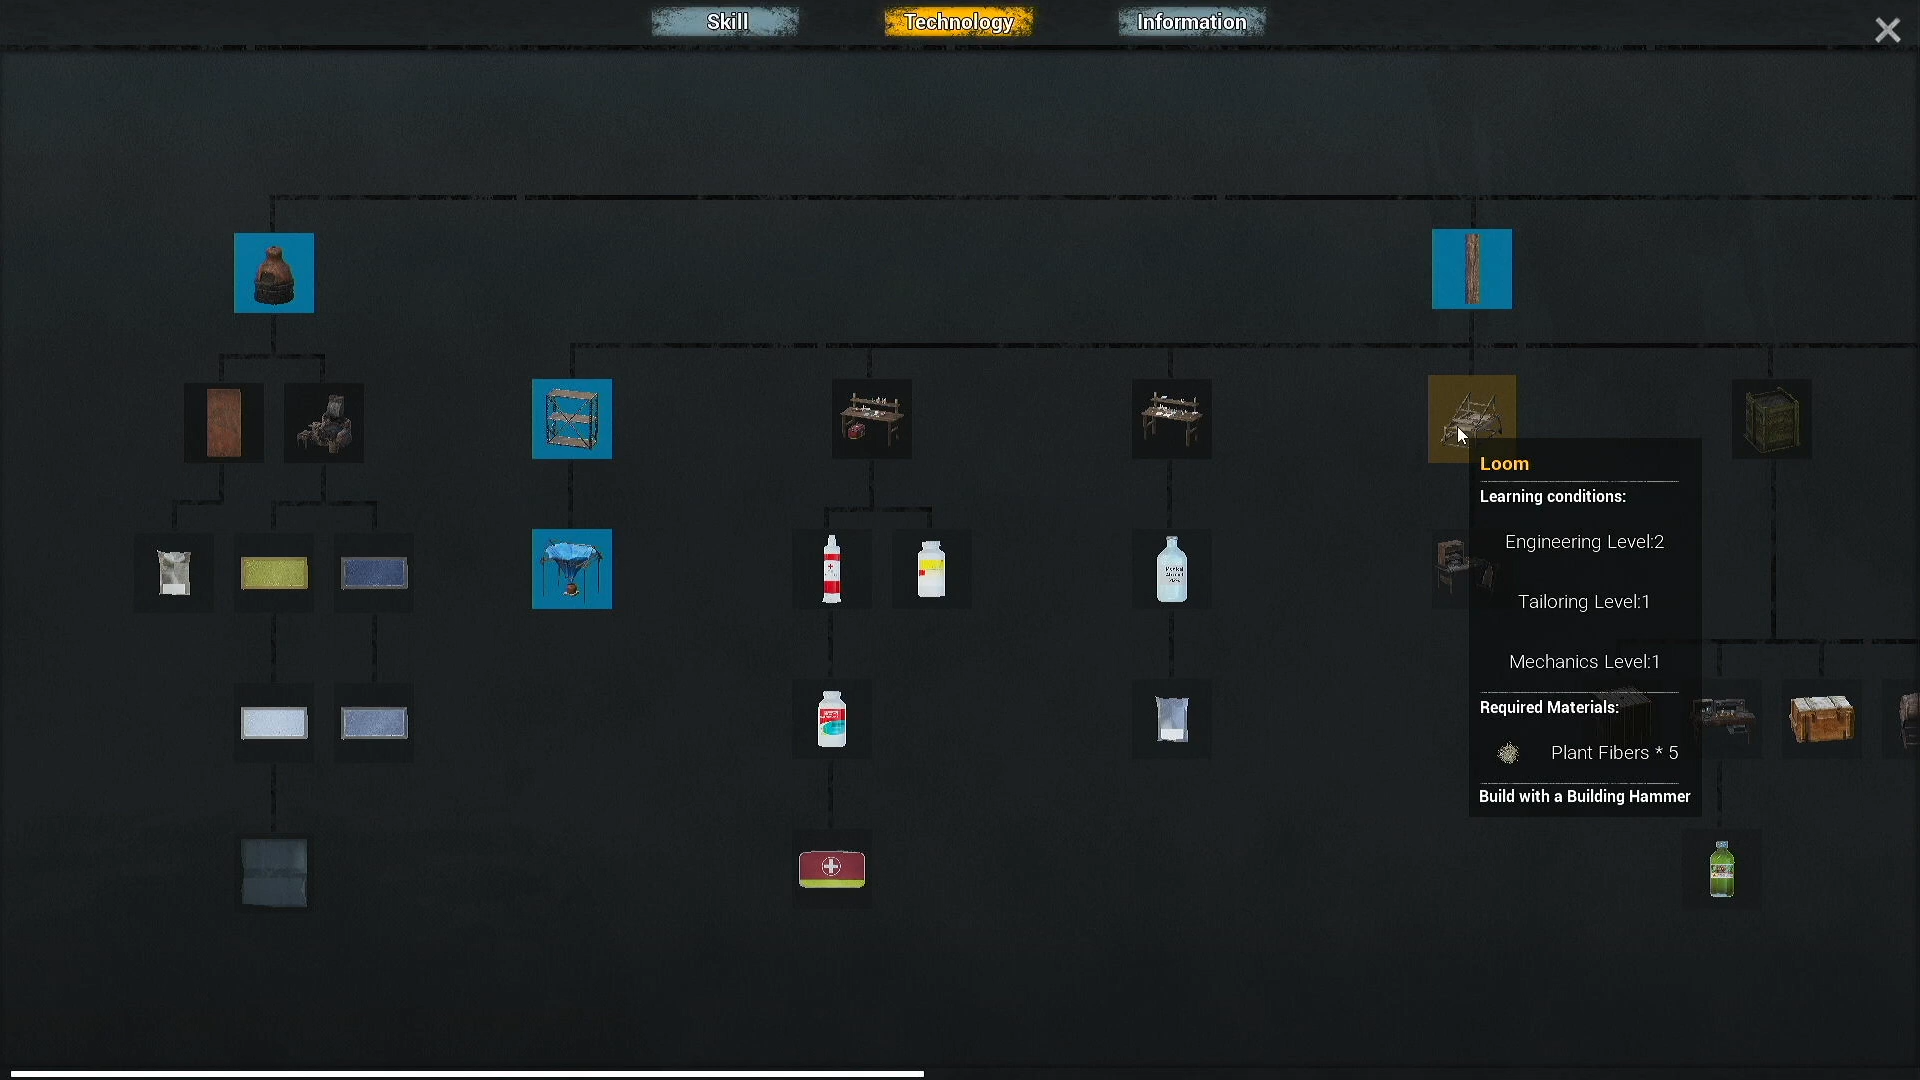 Skill
Technology
Information
Loom
Learning conditions:
Engineering Level:2
Tailoring Level:1
Mechanics Level:1
Required Materials:
Plant Fibers * 5
Build with a Building Hammer